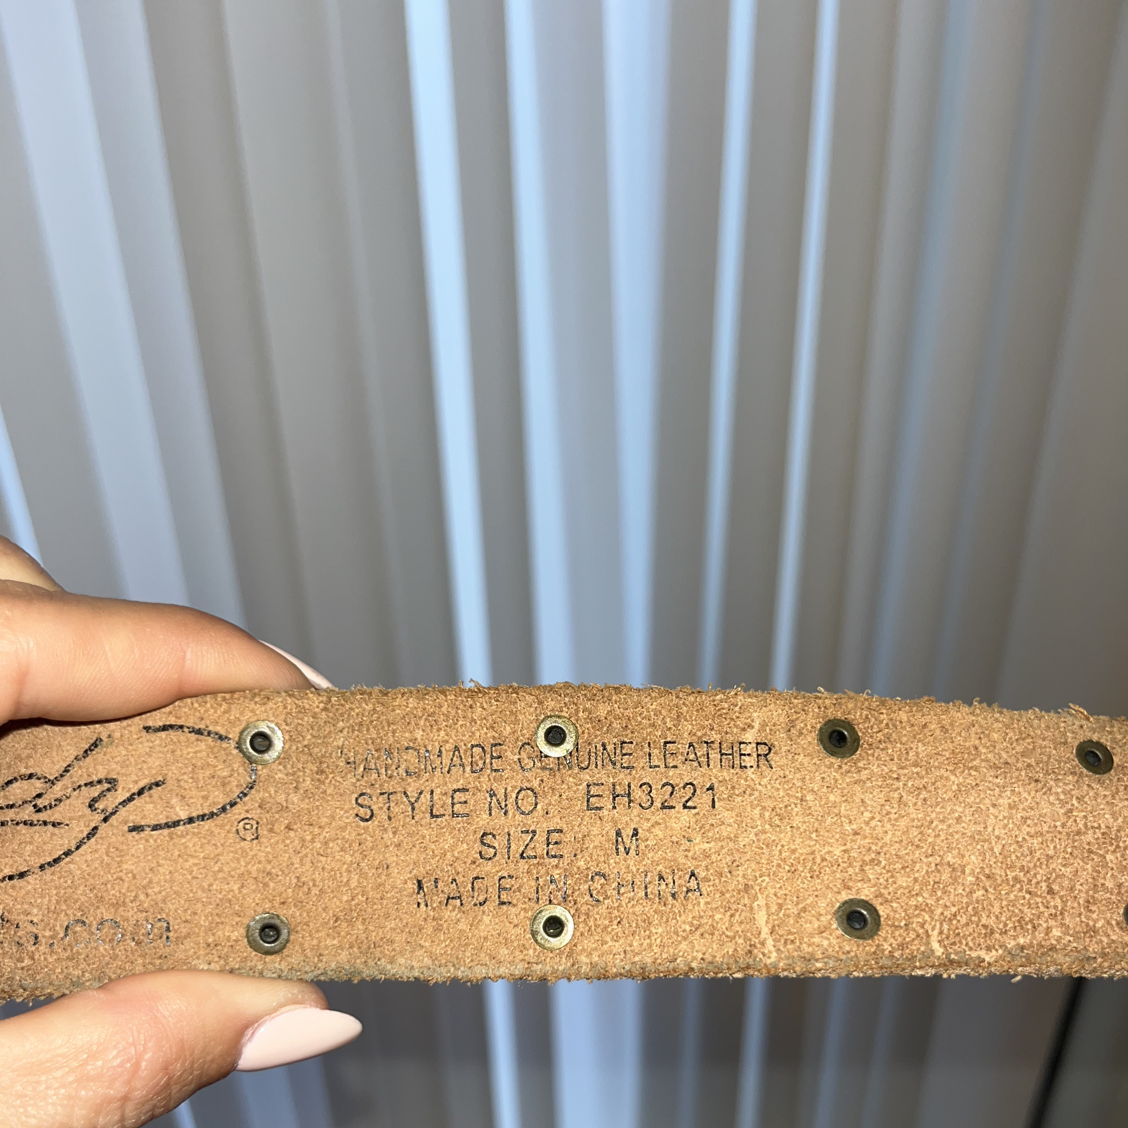 ®
HANDMADE GENUINE LEATHER
STYLE NO. EH3221
SIZE: M
MADE IN CHINA